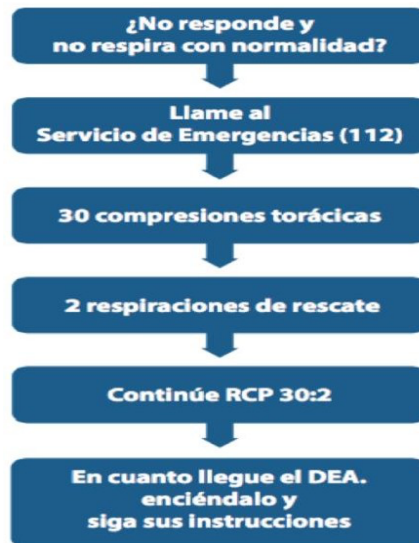 ¿No responde y
no respira con normalidad?
Llame al
Servicio de Emergencias (112)
30 compresiones torácicas
2 respiraciones de rescate
Continúe RCP 30:2
En cuanto llegue el DEA.
enciéndalo y
siga sus instrucciones